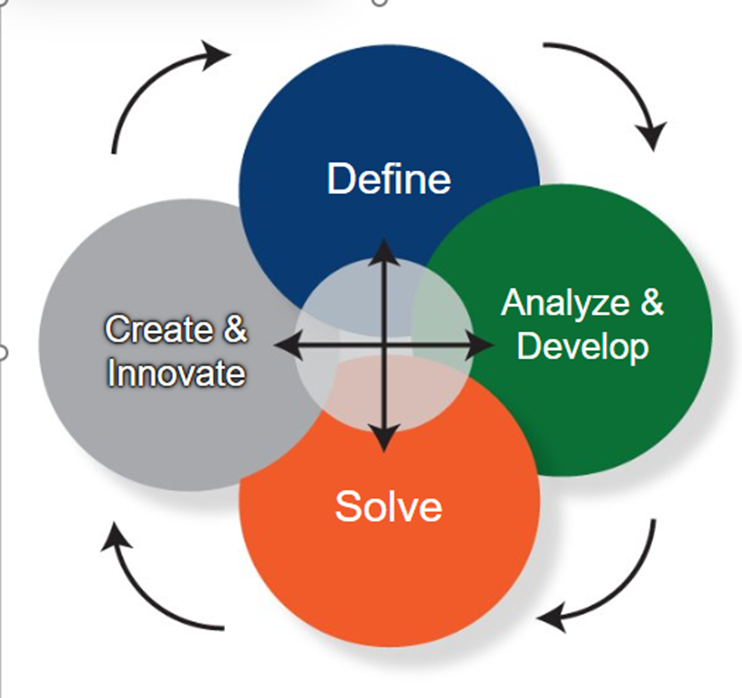 Define
Analyze &
Develop
Solve
Create &
Innovate